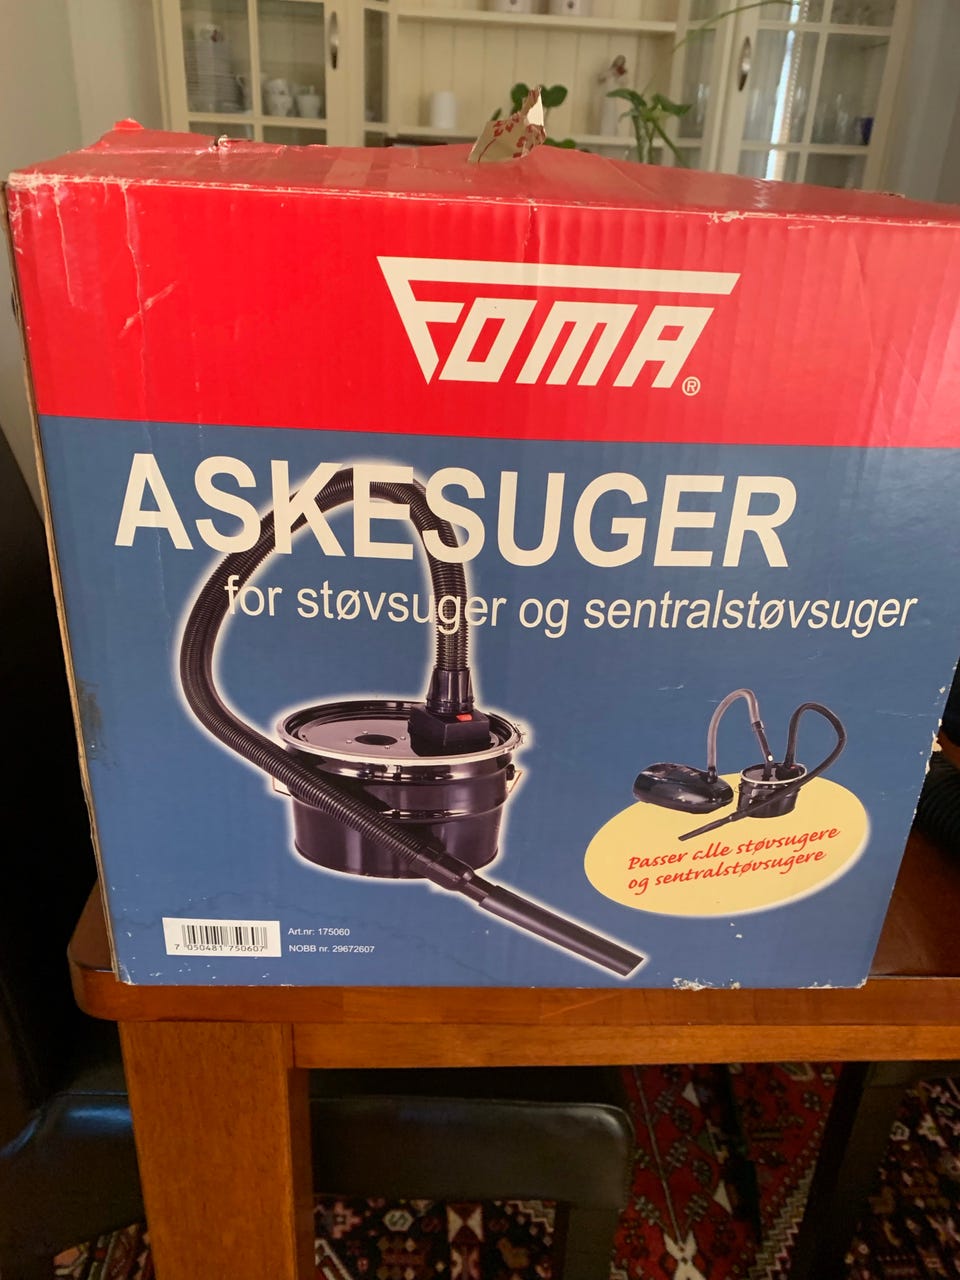 FOMA®
ASKESUGER
for støvsuger og sentralstøvsuger
Passer alle støvsugere
og sentralstøvsugere
7 050481 750607
Art.nr: 175060
NOBB nr. 29672607